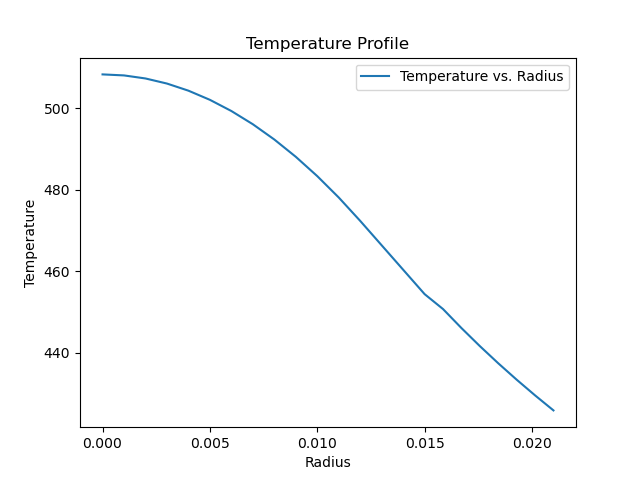 Temperature Profile
Temperature vs. Radius
500
480
460
440
Temperature
0.000 0.005 0.010 0.015 0.020
Radius